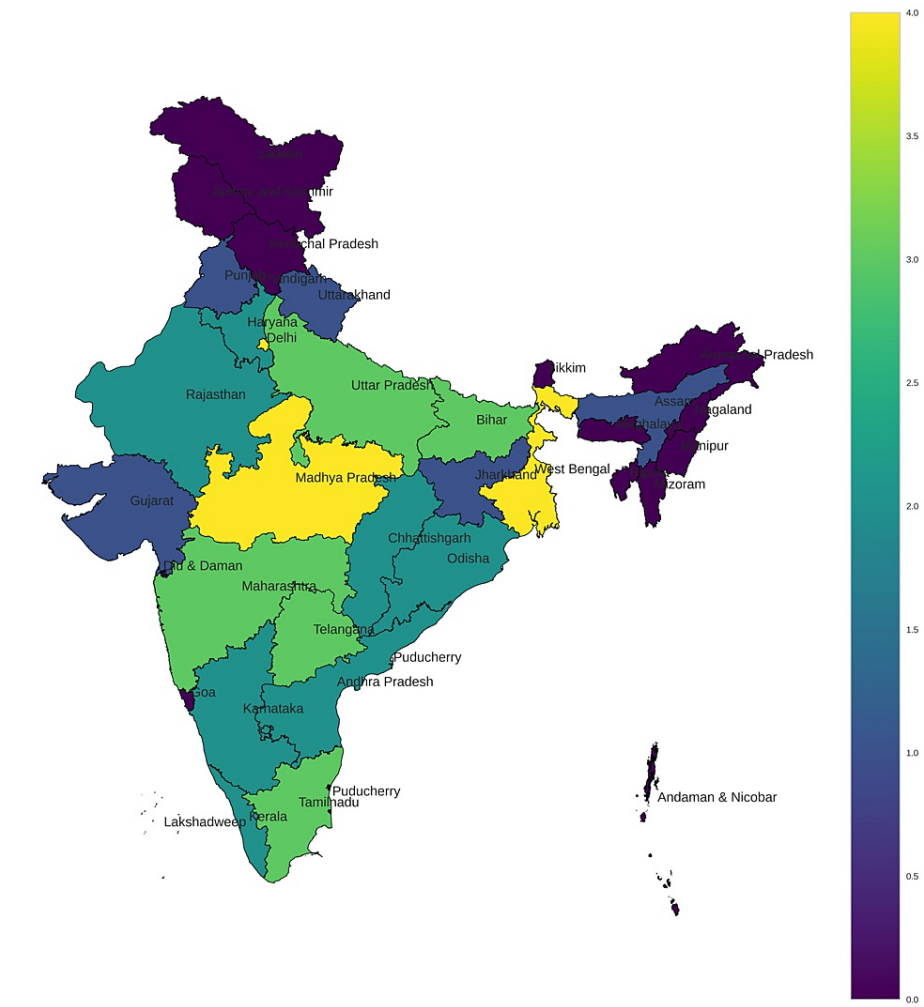 4.0
3.5
3.0
2.5
2.0
1.5
1.0
0.5
0.0
Ladakh
Jammu and Kashmir
Himachal Pradesh
Punjab
Chandigarh
Uttarakhand
Haryana
Delhi
Arunachal Pradesh
Sikkim
Rajasthan
Uttar Pradesh
Assam
Nagaland
Bihar
Meghalaya
Manipur
Madhya Pradesh
Jharkhand
West Bengal
Mizoram
Gujarat
Chhattishgarh
Odisha
Diu & Daman
Maharashtra
Telangana
Puducherry
Andhra Pradesh
Goa
Karnataka
Puducherry
Tamilnadu
Andaman & Nicobar
Lakshadweep
Kerala